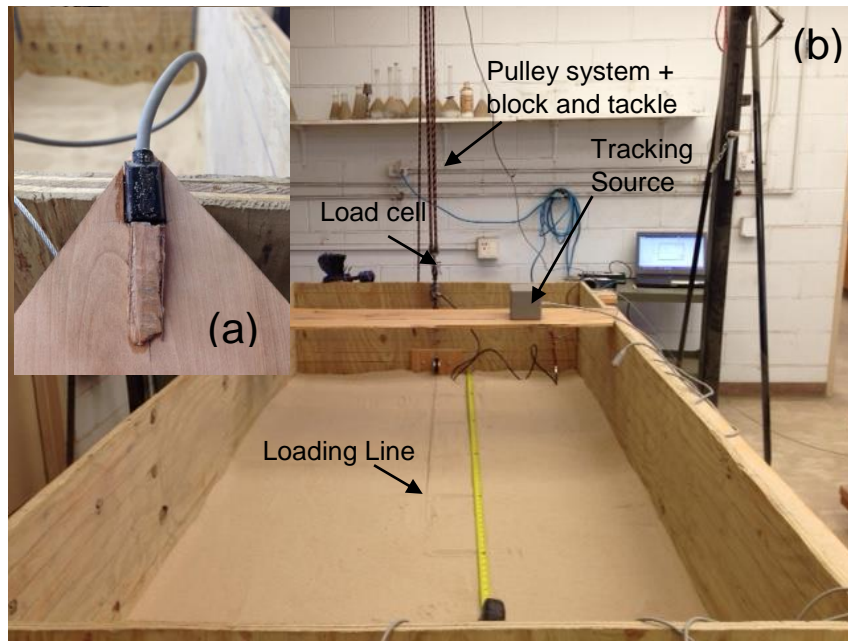 (a)
(b)
Pulley system +
block and tackle
Tracking
Source
Load cell
Loading Line